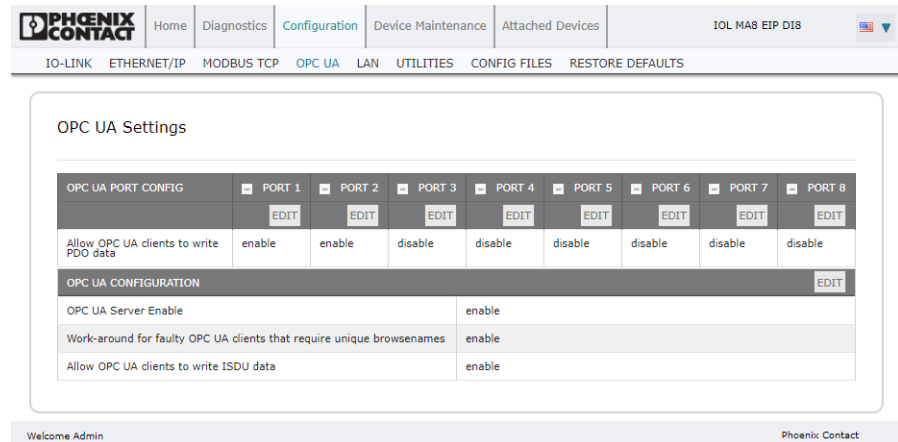 PHŒNIX
CONTACT
Home Diagnostics Configuration Device Maintenance Attached Devices IOL MA8 EIP DI8
IO-LINK ETHERNET/IP MODBUS TCP OPC UA LAN UTILITIES CONFIG FILES RESTORE DEFAULTS
OPC UA Settings
OPC UA PORT CONFIG PORT 1 PORT 2 PORT 3 PORT 4 PORT 5 PORT 6 PORT 7 PORT 8
EDIT EDIT EDIT EDIT EDIT EDIT EDIT EDIT
Allow OPC UA clients to write
PDO data
enable enable disable disable disable disable disable disable
OPC UA CONFIGURATION EDIT
OPC UA Server Enable enable
Work-around for faulty OPC UA clients that require unique browsenames enable
Allow OPC UA clients to write ISDU data enable
Welcome Admin Phoenix Contact